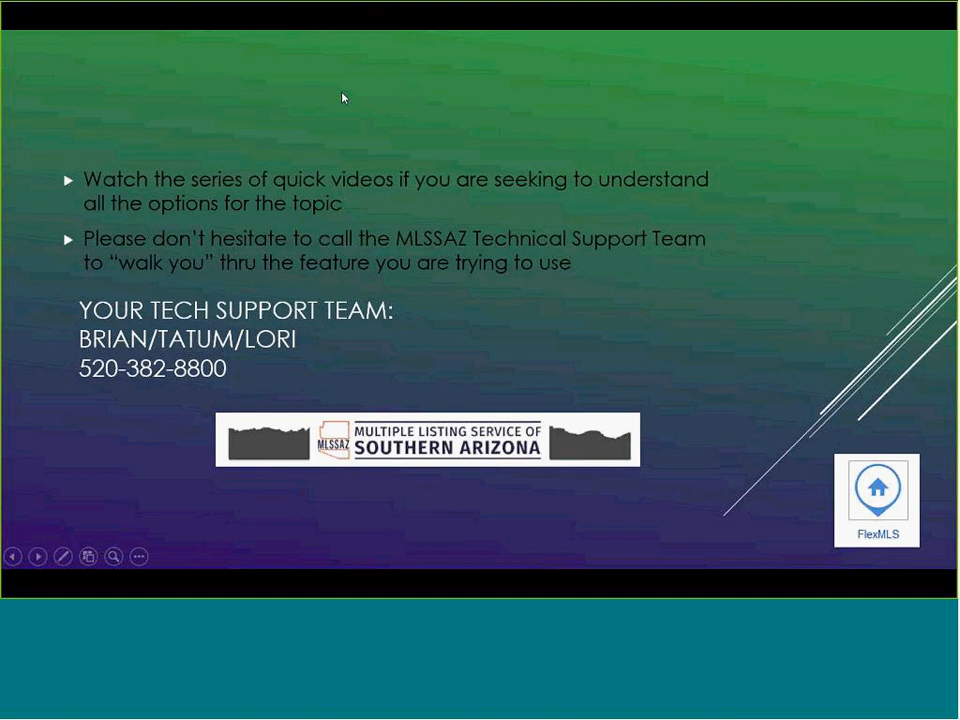 Watch the series of quick videos if you are seeking to understand
all the options for the topic
Please don't hesitate to call the MLSSAZ Technical Support Team
to “walk you” thru the feature you are trying to use
YOUR TECH SUPPORT TEAM:
BRIAN/TATUM/LORI
520-382-8800
MLSSAZ
MULTIPLE LISTING SERVICE OF
SOUTHERN ARIZONA
FlexMLS